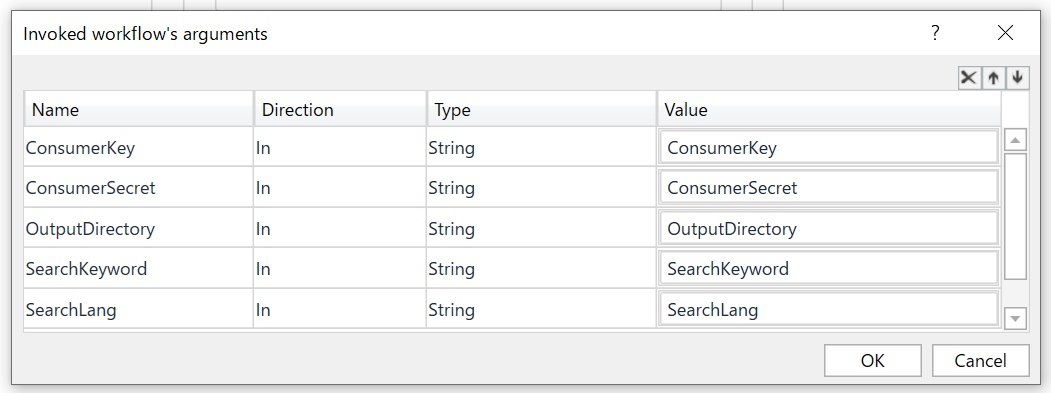 Invoked workflow's arguments ?
Name Direction Type Value
ConsumerKey In String ConsumerKey
ConsumerSecret In String ConsumerSecret
OutputDirectory In String OutputDirectory
SearchKeyword In String SearchKeyword
SearchLang In String SearchLang
OK Cancel